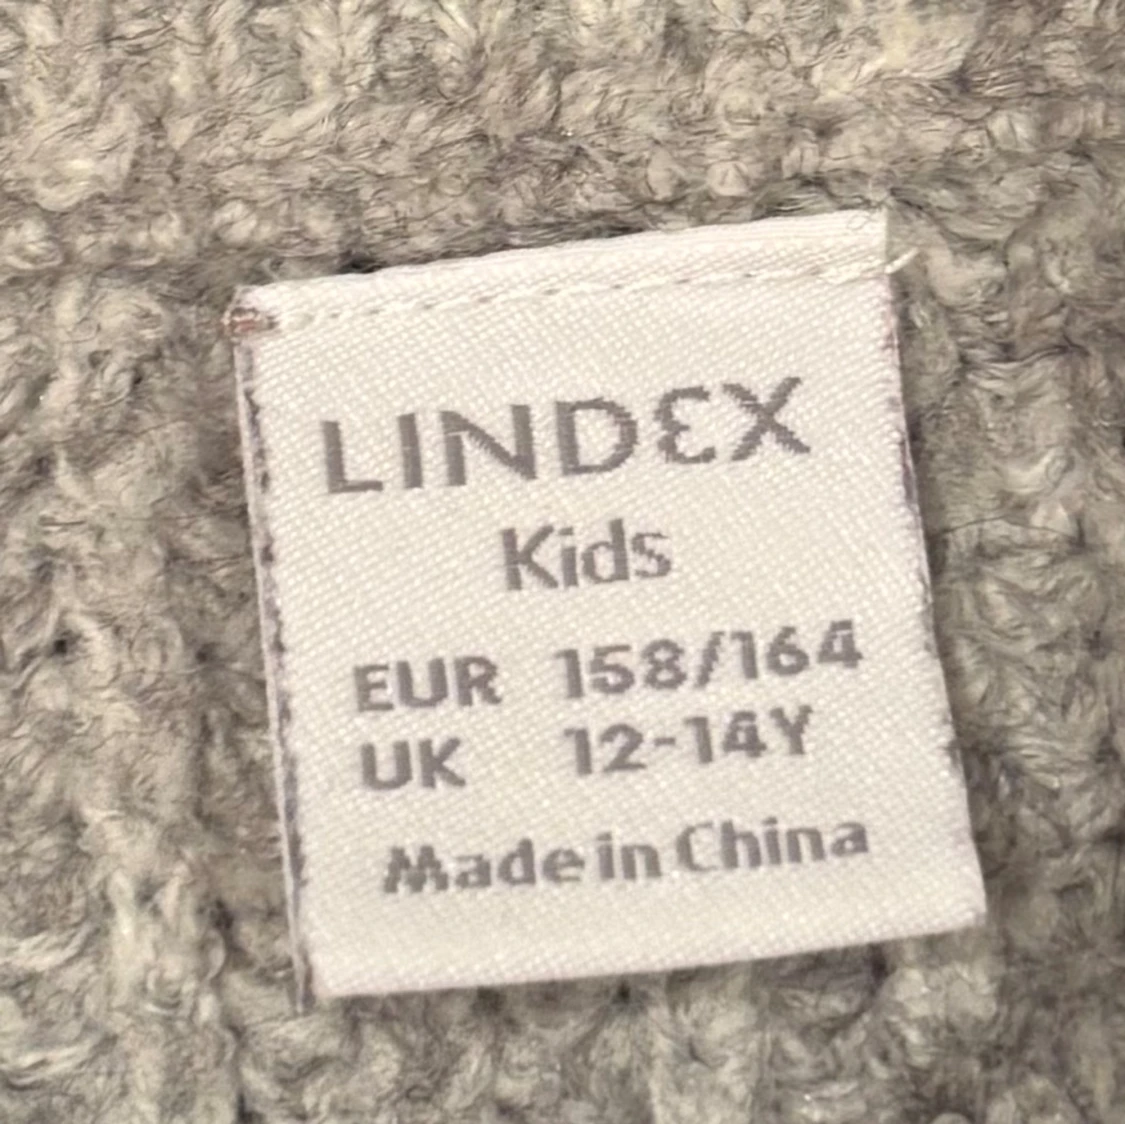 LINDEX
Kids
EUR 158/164
UK 12-14Y
Made in China